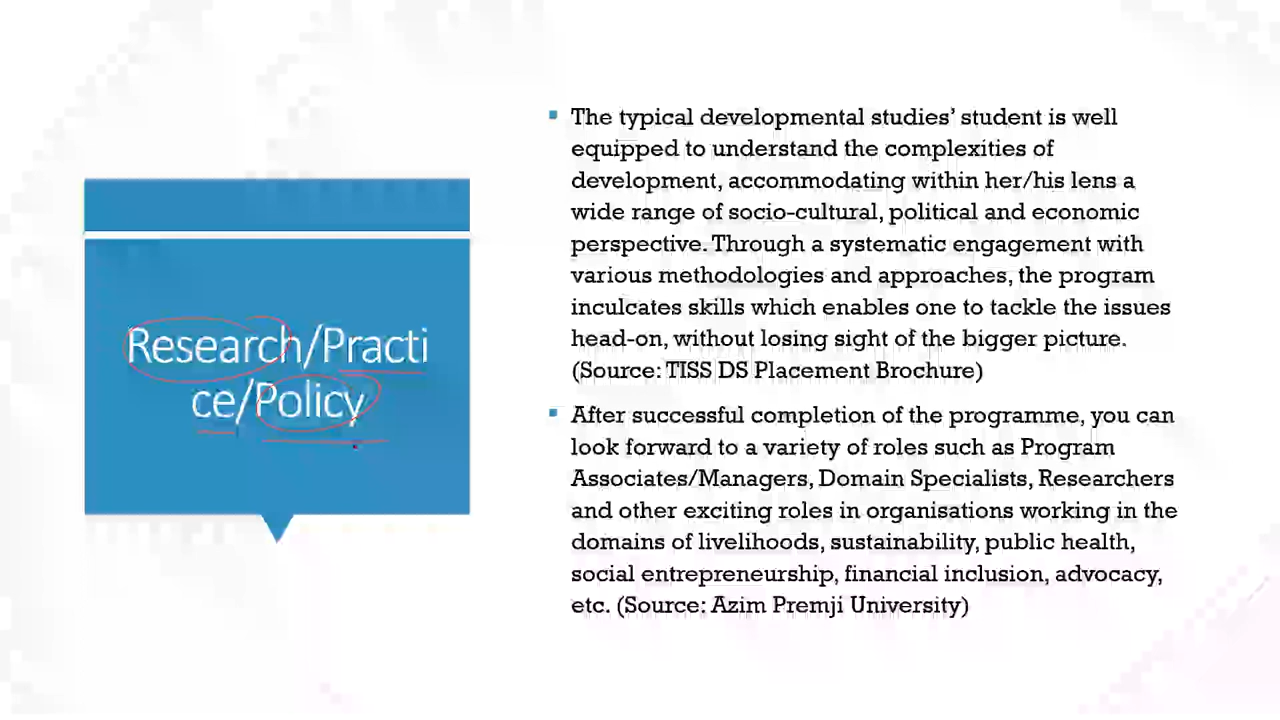 Research/Practi
ce/Policy
The typical developmental studies’ student is well
equipped to understand the complexities of
development, accommodating within her/his lens a
wide range of socio-cultural, political and economic
perspective. Through a systematic engagement with
various methodologies and approaches, the program
inculcates skills which enables one to tackle the issues
head-on, without losing sight of the bigger picture.
(Source: TISS DS Placement Brochure)
After successful completion of the programme, you can
look forward to a variety of roles such as Program
Associates/Managers, Domain Specialists, Researchers
and other exciting roles in organisations working in the
domains of livelihoods, sustainability, public health,
social entrepreneurship, financial inclusion, advocacy,
etc. (Source: Azim Premji University)